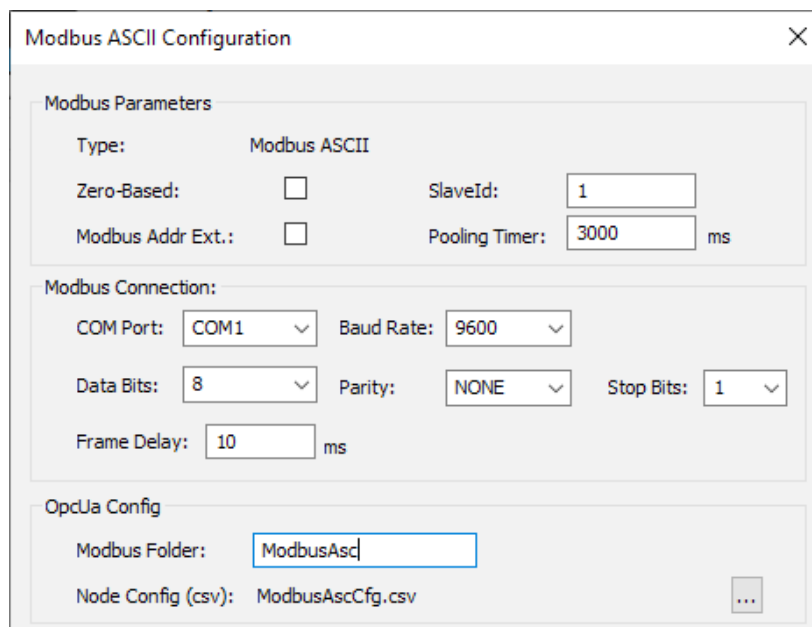 Modbus ASCII Configuration
Modbus Parameters
Type: Modbus ASCII
Zero-Based: SlaveId: 1
Modbus Addr Ext.: Pooling Timer: 3000 ms
Modbus Connection:
COM Port: COM1 Baud Rate: 9600
Data Bits: 8 Parity: NONE Stop Bits: 1
Frame Delay: 10 ms
OpcUa Config
Modbus Folder: ModbusAsc
Node Config (csv): ModbusAscCfg.csv ...